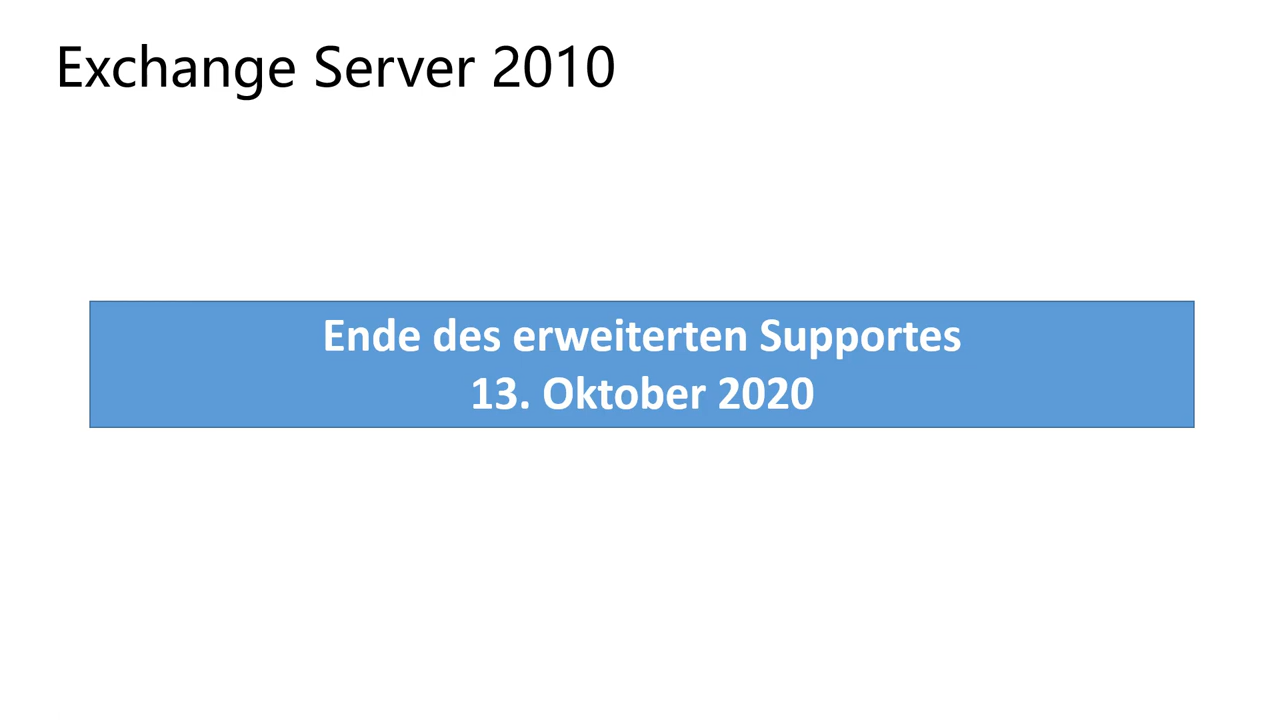 Exchange Server 2010
Ende des erweiterten Supportes
13. Oktober 2020